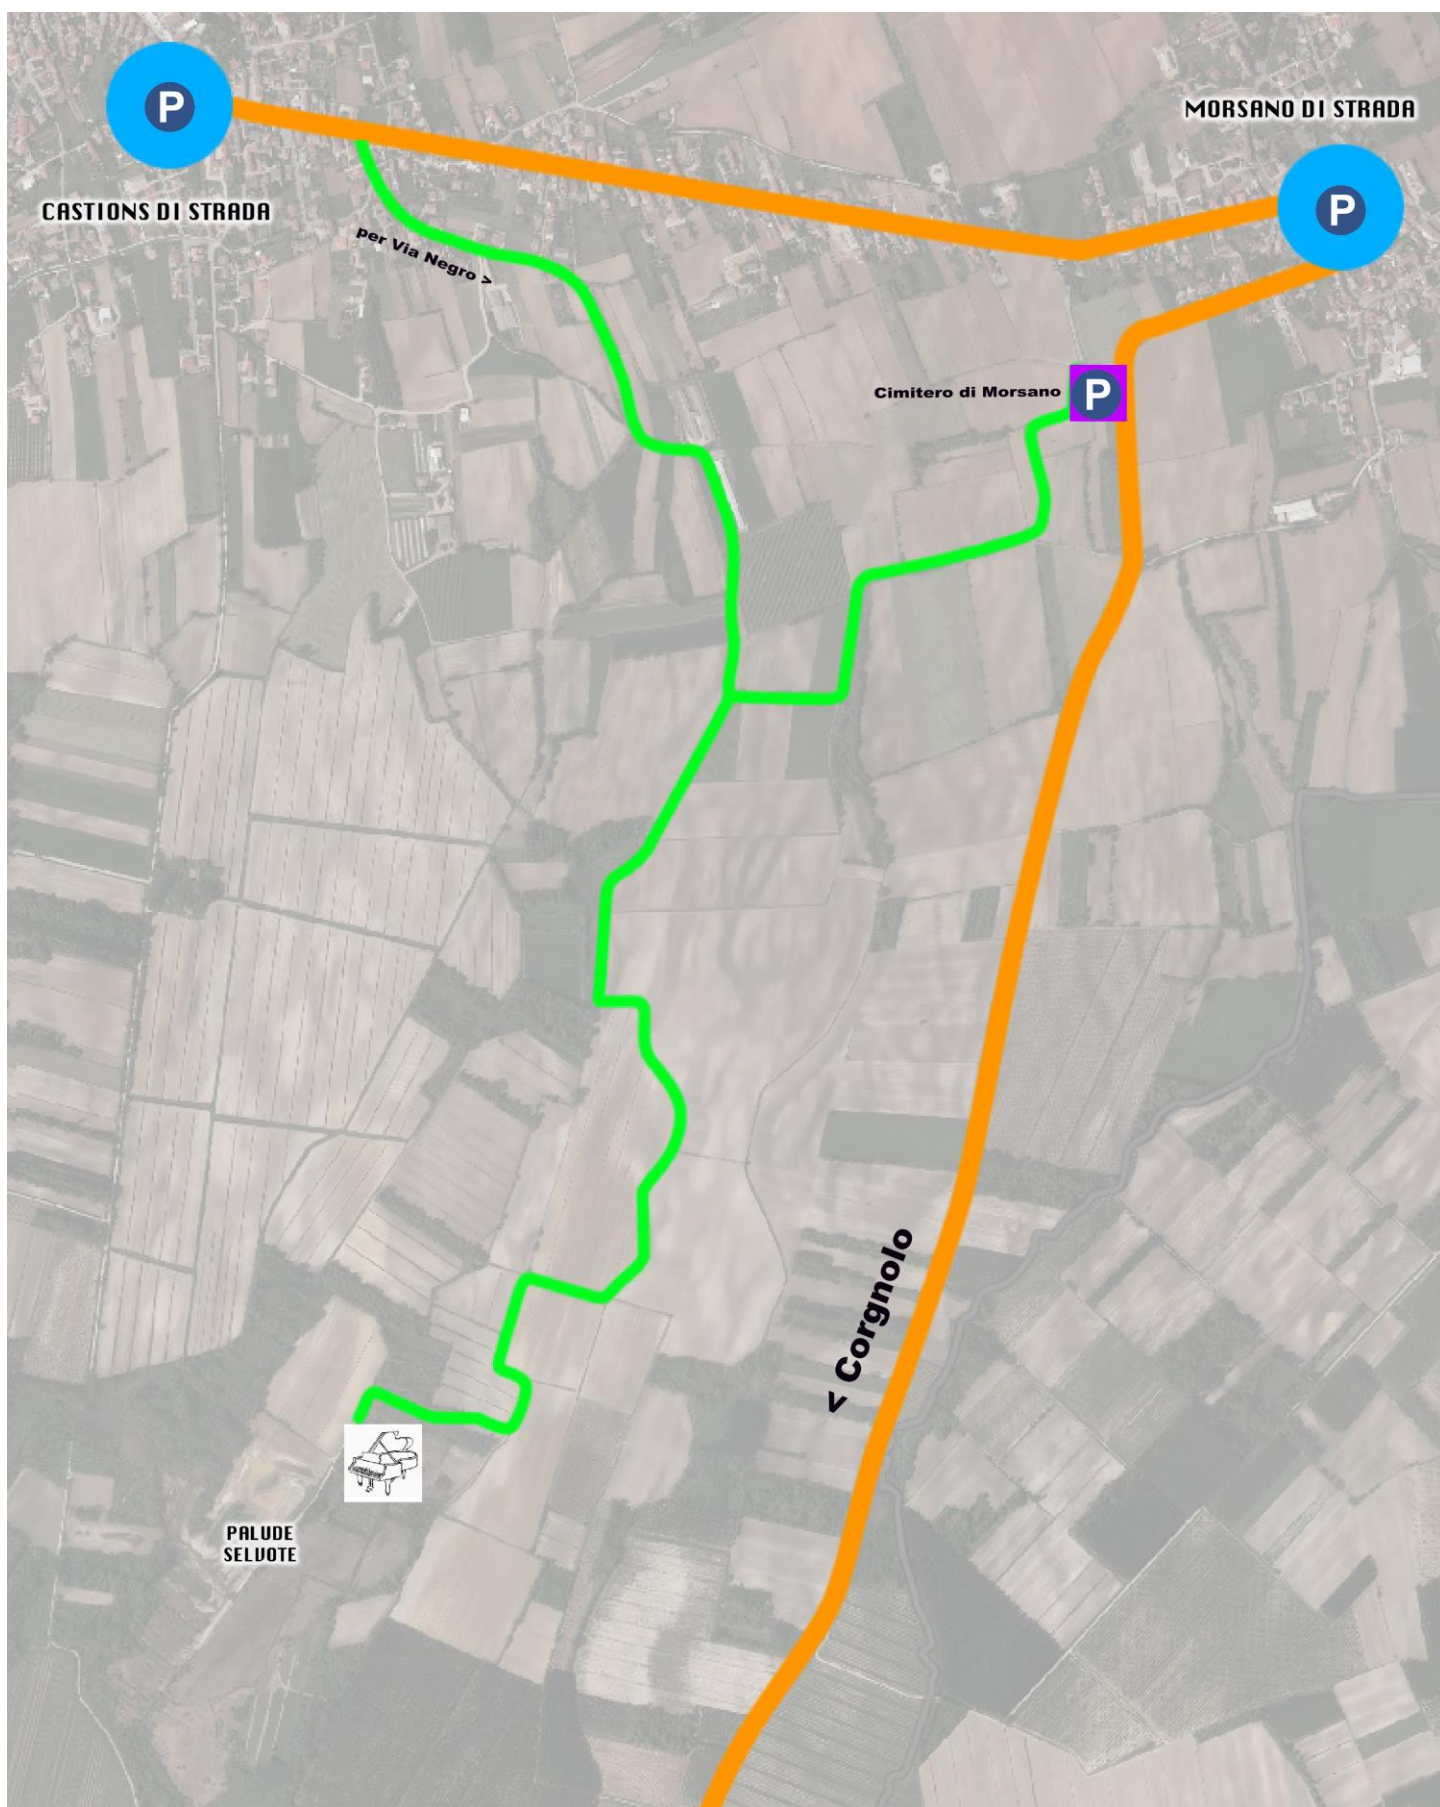 P
MORSANO DI STRADA
P
CASTIONS DI STRADA
per Via Negro >
Cimitero di Morsano
P
< Corgnolo
PALUDE
SELVOTE